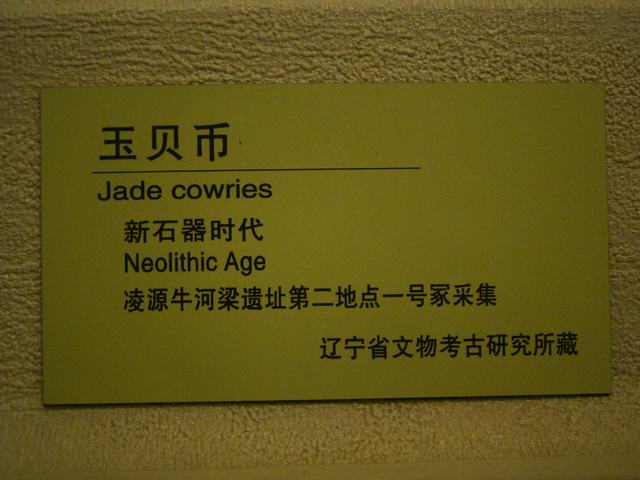 玉贝币
Jade cowries
新石器时代
Neolithic Age
凌源牛河梁遗址第二地点一号冢采集
辽宁省文物考古研究所藏